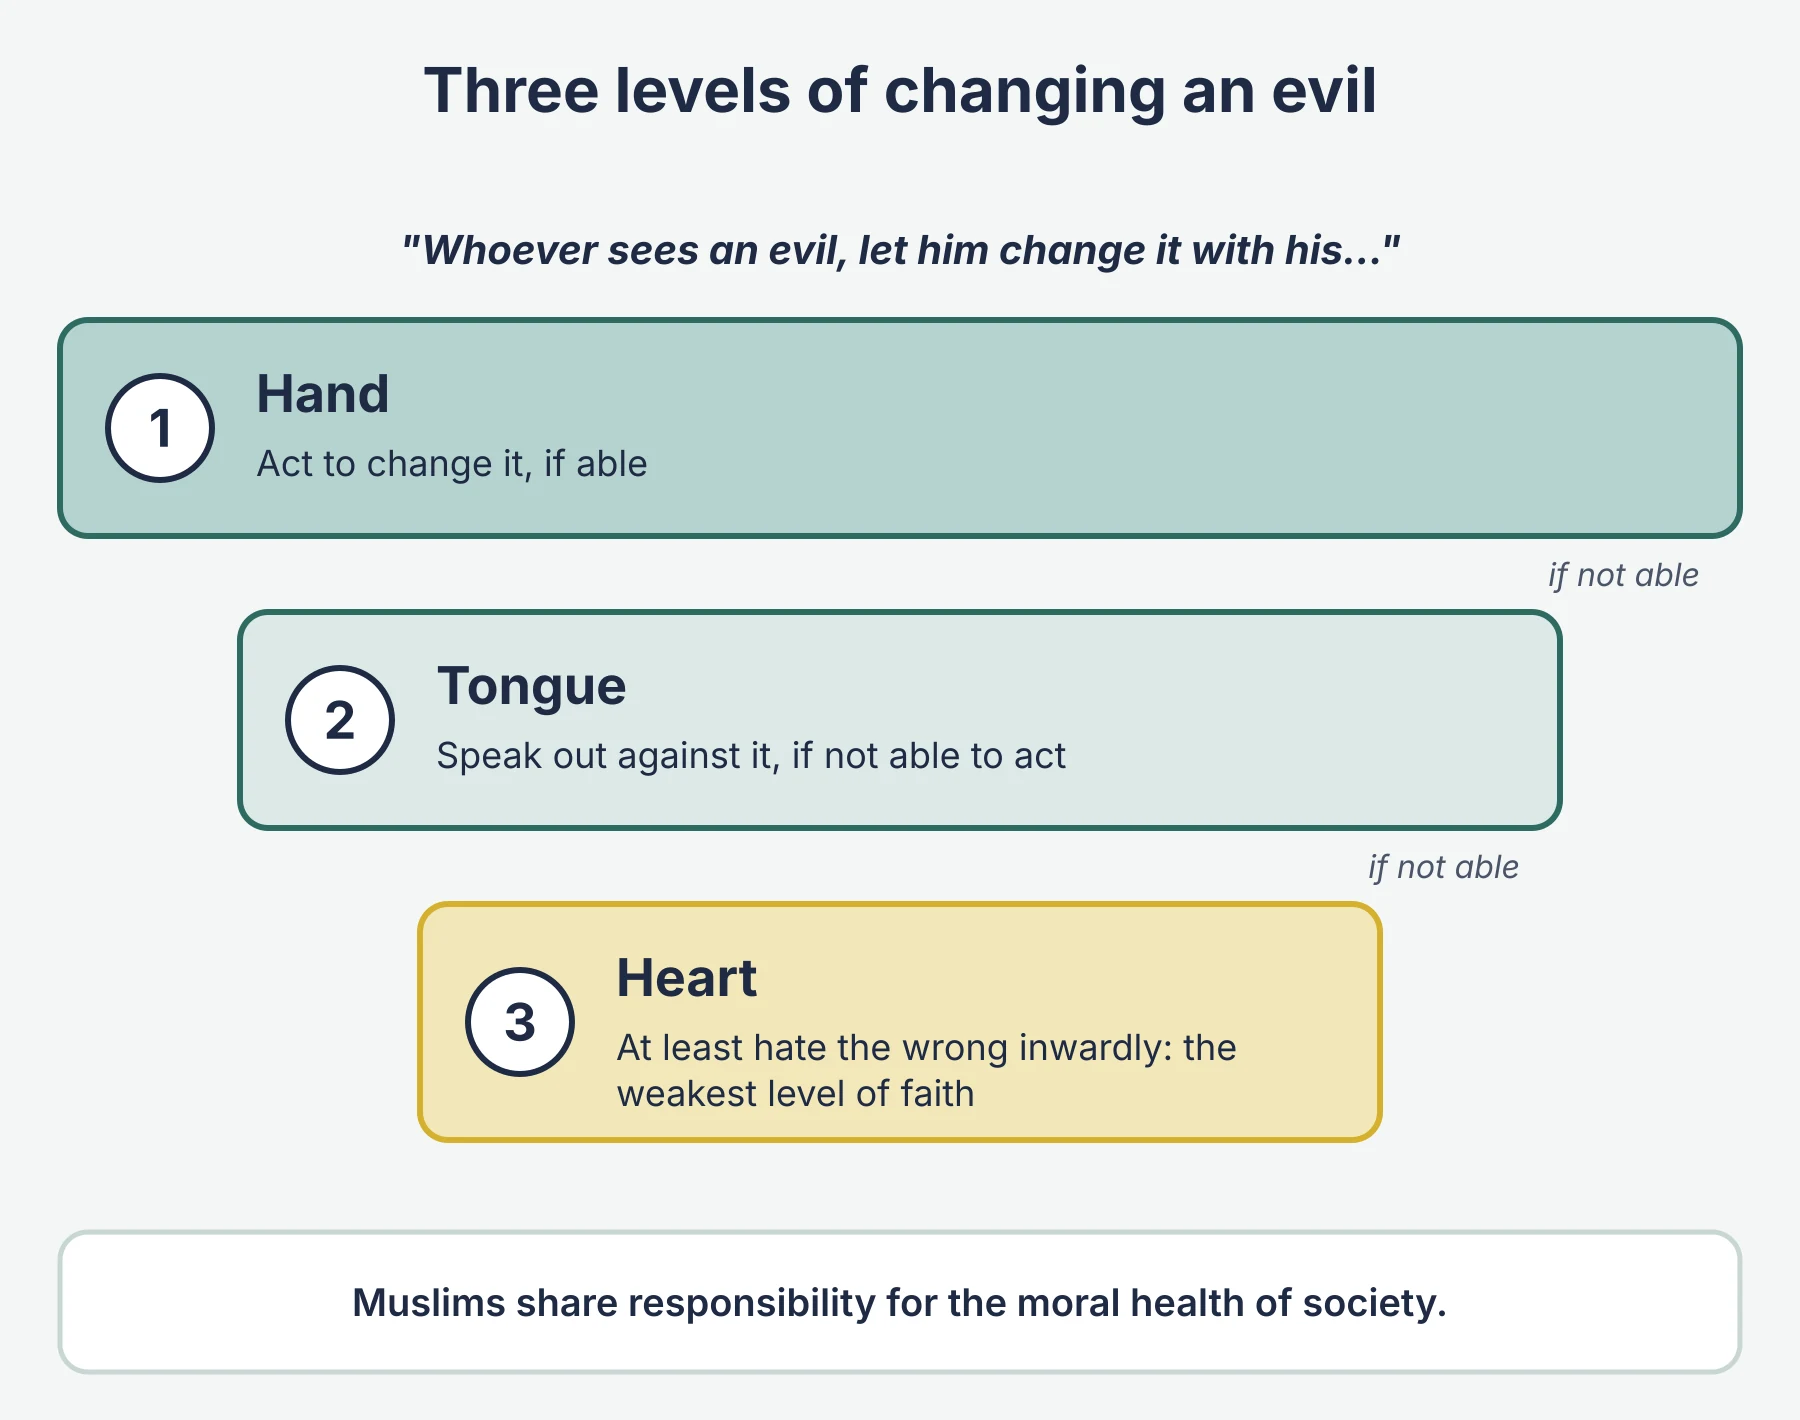 Three levels of changing an evil
"Whoever sees an evil, let him change it with his..."
1
Hand
Act to change it, if able
if not able
2
Tongue
Speak out against it, if not able to act
if not able
3
Heart
At least hate the wrong inwardly: the
weakest level of faith
Muslims share responsibility for the moral health of society.